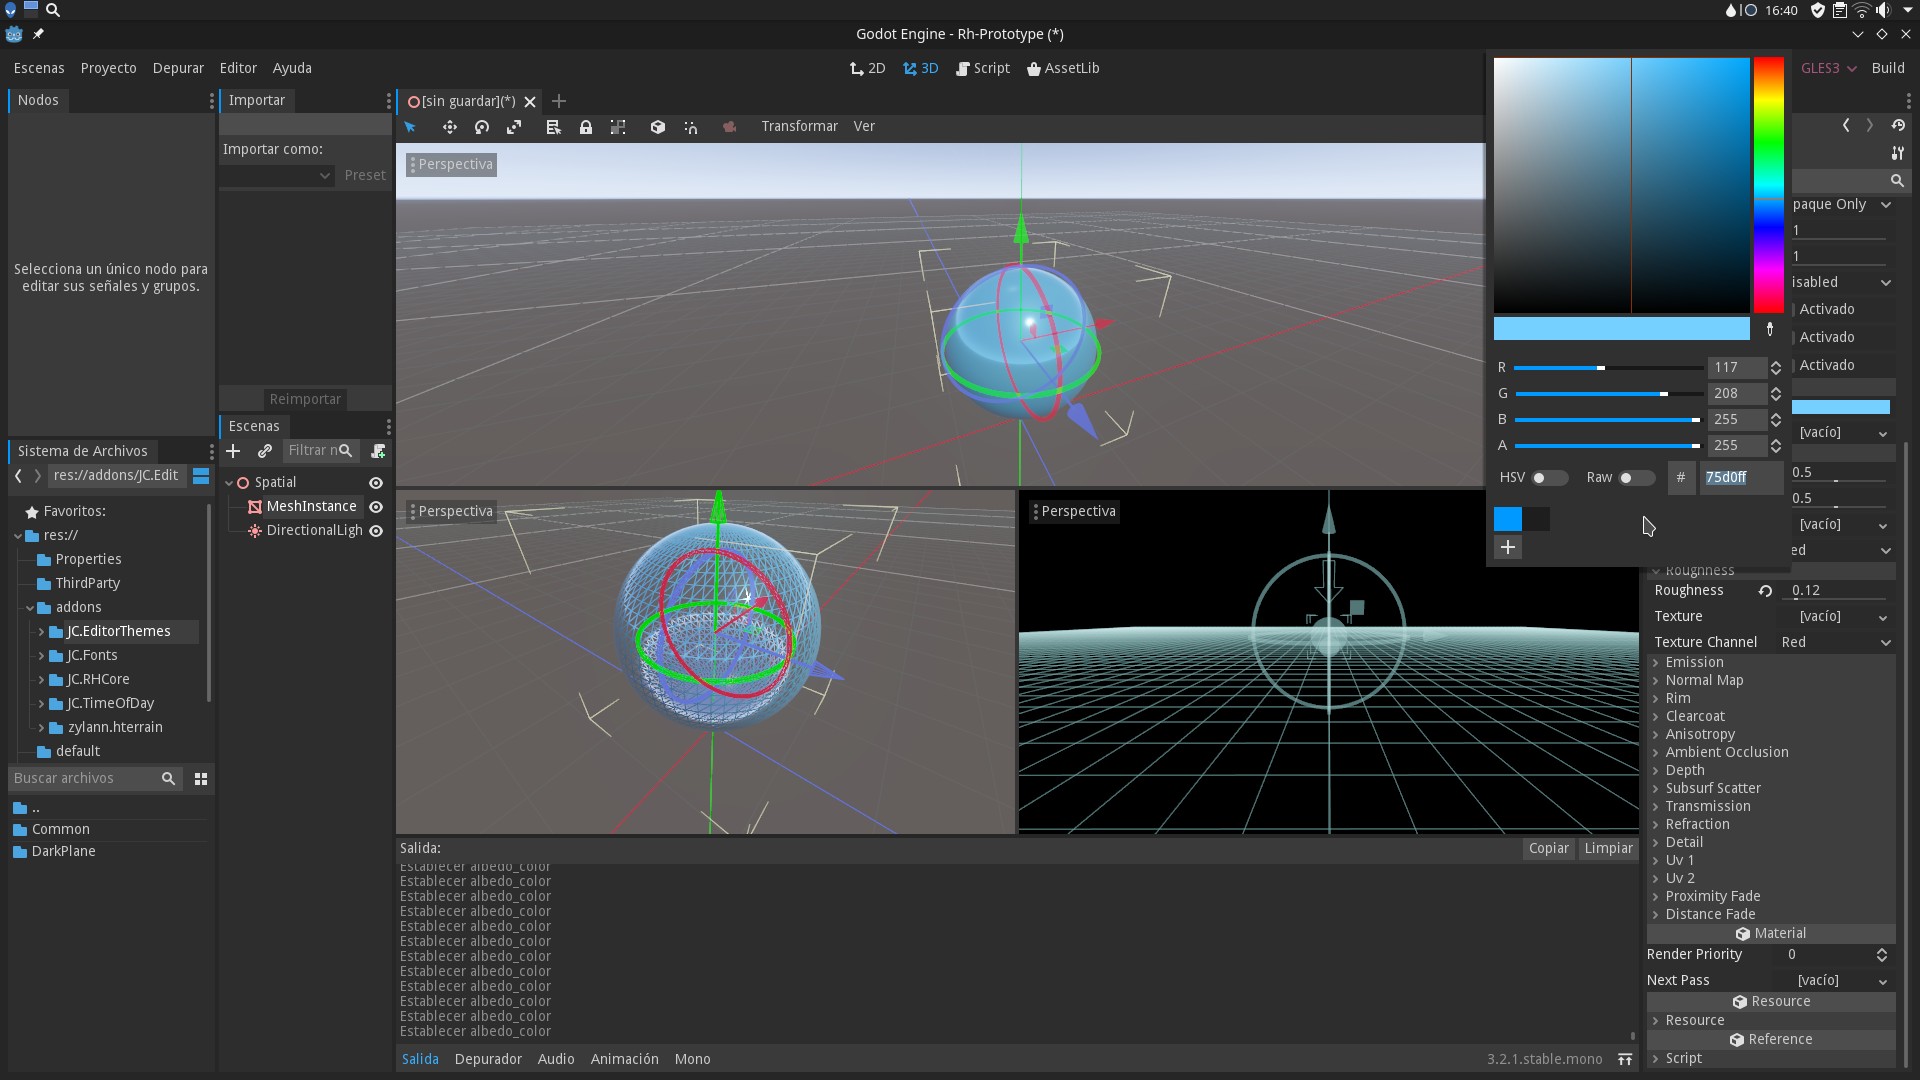 16:40
Godot Engine - Rh-Prototype (*)
Escenas Proyecto Depurar Editor Ayuda
2D 3D Script AssetLib
GLES3 Build
Nodos
Selecciona un único nodo para
editar sus señales y grupos.
Importar
Importar como:
Preset
Reimportar
Escenas
Filtrar n
Spatial
MeshInstance
DirectionalLigh
Sistema de Archivos
res://addons/JC.Edit
Favoritos:
res://
Properties
ThirdParty
addons
JC.EditorThemes
JC.Fonts
JC.RHCore
JC.TimeOfDay
zylann.hterrain
default
Buscar archivos
..
Common
DarkPlane
[sin guardar](*)
Transformar Ver
Perspectiva
Perspectiva
Perspectiva
Salida:
Copiar Limpiar
Establecer albedo_color
Establecer albedo_color
Establecer albedo_color
Establecer albedo_color
Establecer albedo_color
Establecer albedo_color
Establecer albedo_color
Establecer albedo_color
Establecer albedo_color
Establecer albedo_color
Establecer albedo_color
Establecer albedo_color
Salida Depurador Audio Animación Mono
3.2.1.stable.mono
R 117
G 208
B 255
A 255
HSV Raw # 75d0ff
paque Only
1
1
isabled
Activado
Activado
Activado
[vacío]
0.5
0.5
[vacío]
ed
Roughness
Roughness 0.12
Texture [vacío]
Texture Channel Red
Emission
Normal Map
Rim
Clearcoat
Anisotropy
Ambient Occlusion
Depth
Subsurf Scatter
Transmission
Refraction
Detail
Uv 1
Uv 2
Proximity Fade
Distance Fade
Material
Render Priority 0
Next Pass [vacío]
Resource
Resource
Reference
Script